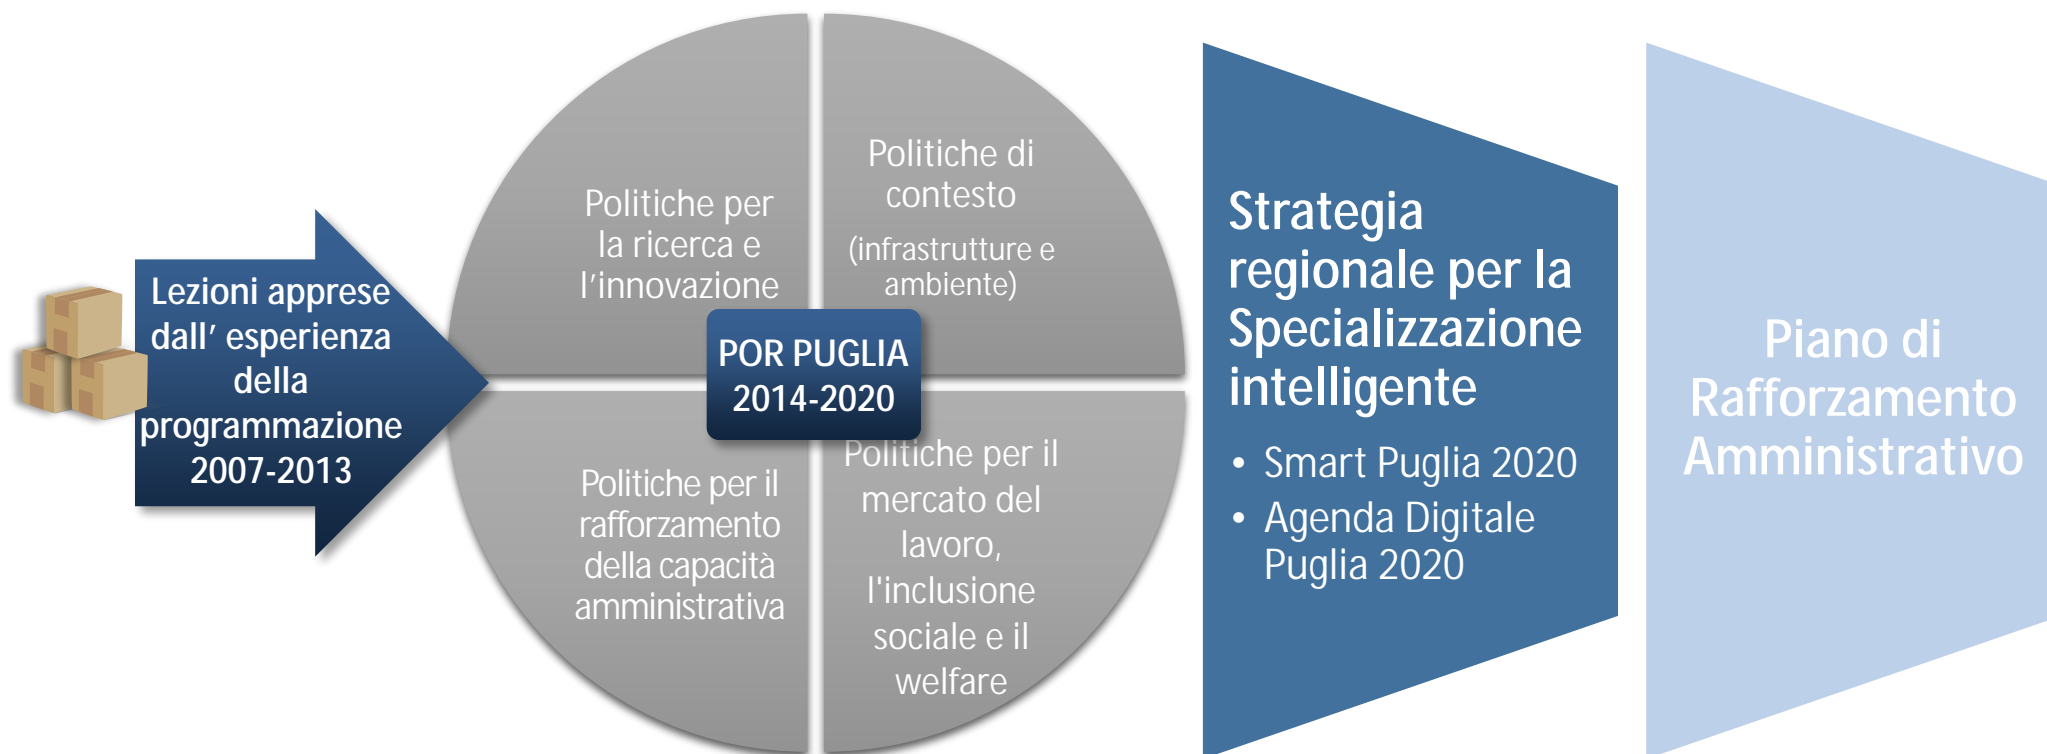 Lezioni apprese
dall’ esperienza
della
programmazione
2007-2013
Politiche per
la ricerca e
l’innovazione
Politiche di
contesto
(infrastrutture e
ambiente)
POR PUGLIA
2014-2020
Politiche per il
rafforzamento
della capacità
amministrativa
Politiche per il
mercato del
lavoro,
l'inclusione
sociale e il
welfare
Strategia
regionale per la
Specializzazione
intelligente
• Smart Puglia 2020
• Agenda Digitale
Puglia 2020
Piano di
Rafforzamento
Amministrativo